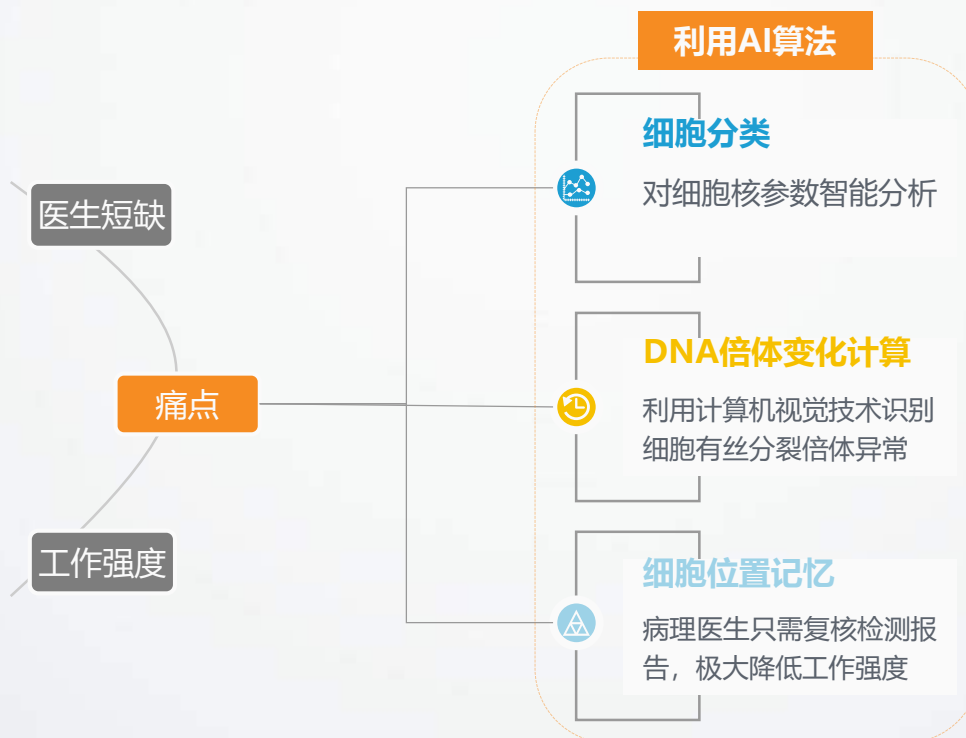 利用AI算法
医生短缺
痛点
工作强度
细胞分类
对细胞核参数智能分析
DNA倍体变化计算
利用计算机视觉技术识别
细胞有丝分裂倍体异常
细胞位置记忆
病理医生只需复核检测报
告，极大降低工作强度